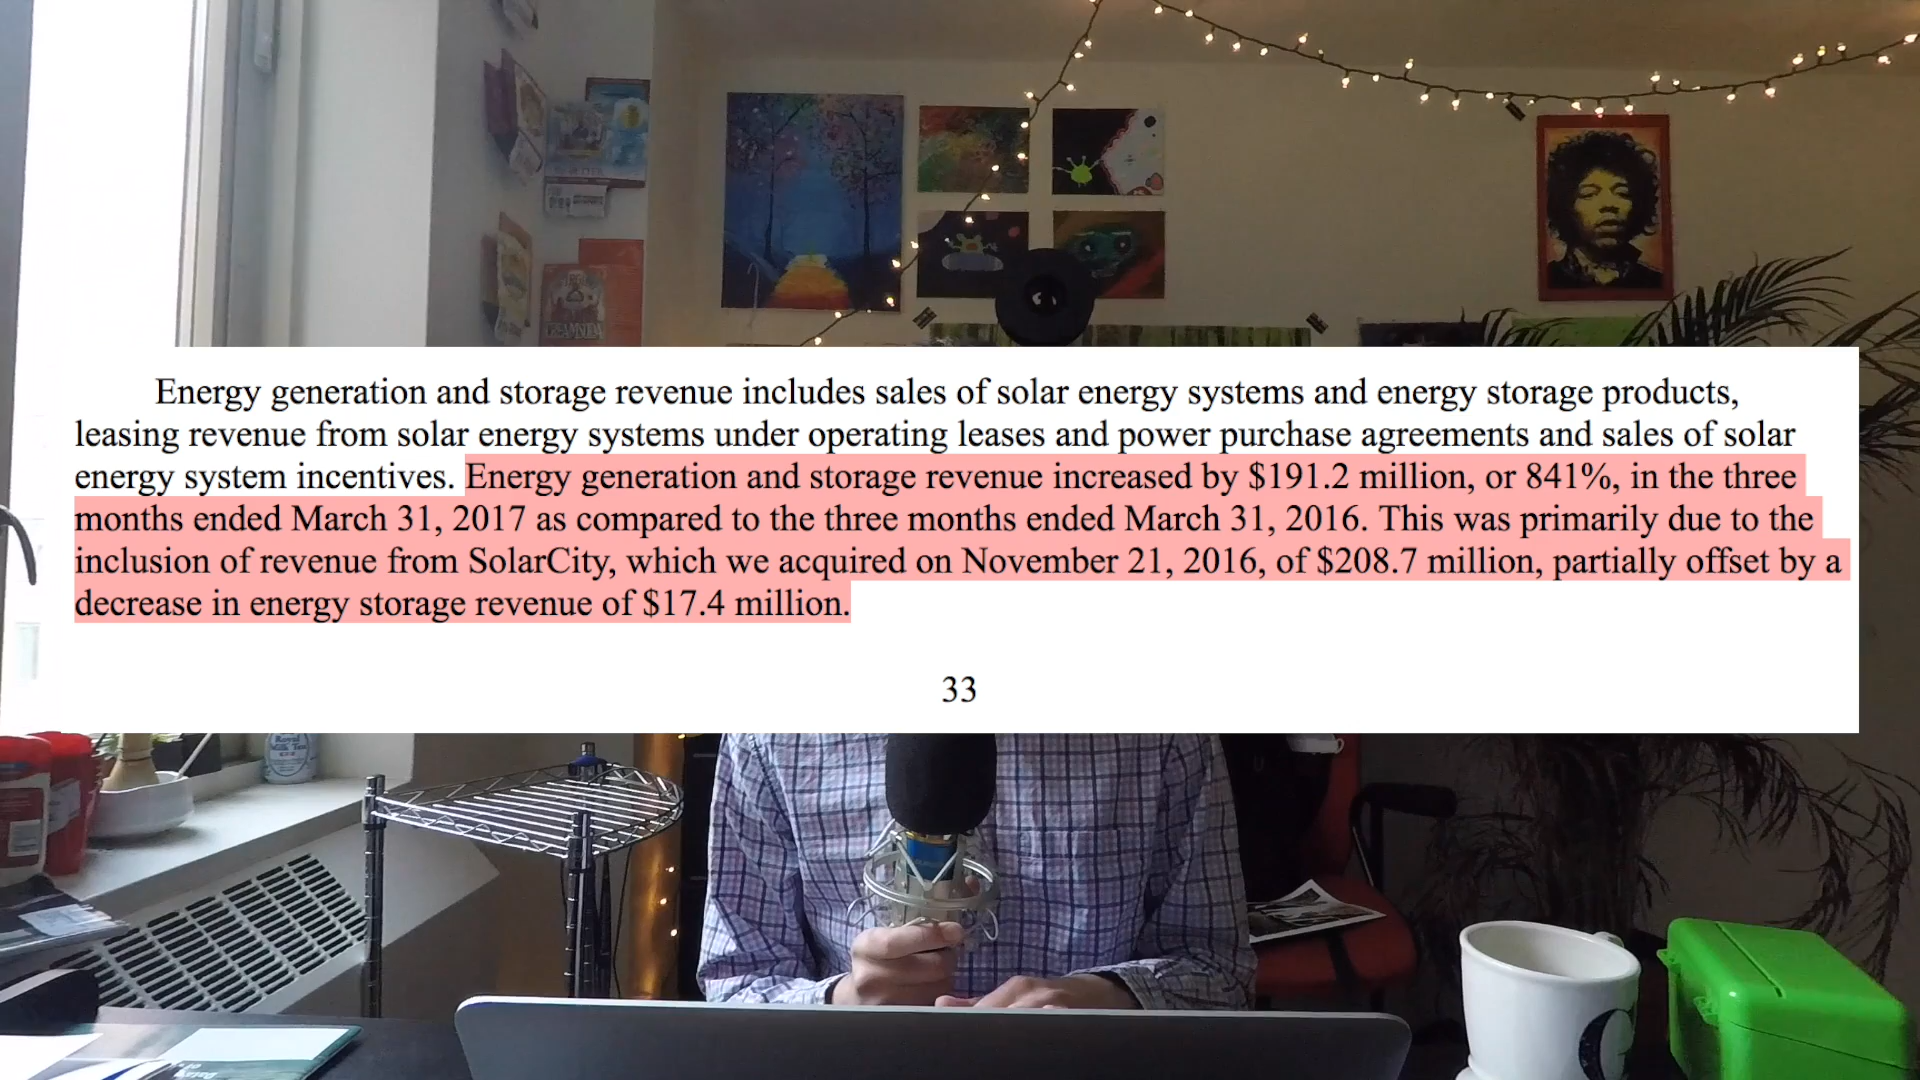 Energy generation and storage revenue includes sales of solar energy systems and energy storage products,
leasing revenue from solar energy systems under operating leases and power purchase agreements and sales of solar
energy system incentives. Energy generation and storage revenue increased by $191.2 million, or 841%, in the three
months ended March 31, 2017 as compared to the three months ended March 31, 2016. This was primarily due to the
inclusion of revenue from SolarCity, which we acquired on November 21, 2016, of $208.7 million, partially offset by a
decrease in energy storage revenue of $17.4 million.
33
Royal
Milk Tea